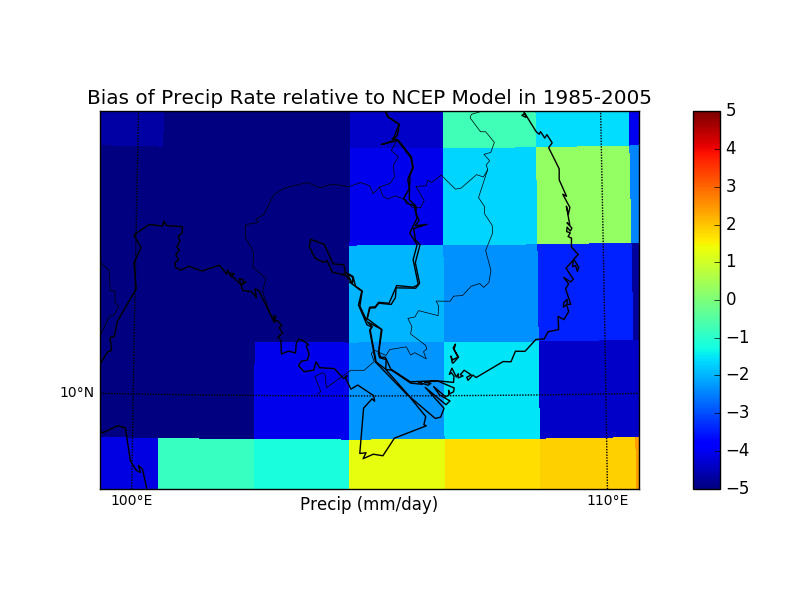 Bias of Precip Rate relative to NCEP Model in 1985-2005
5
4
3
2
1
0
−1
−2
−3
−4
−5
10°N
100°E
110°E
Precip (mm/day)